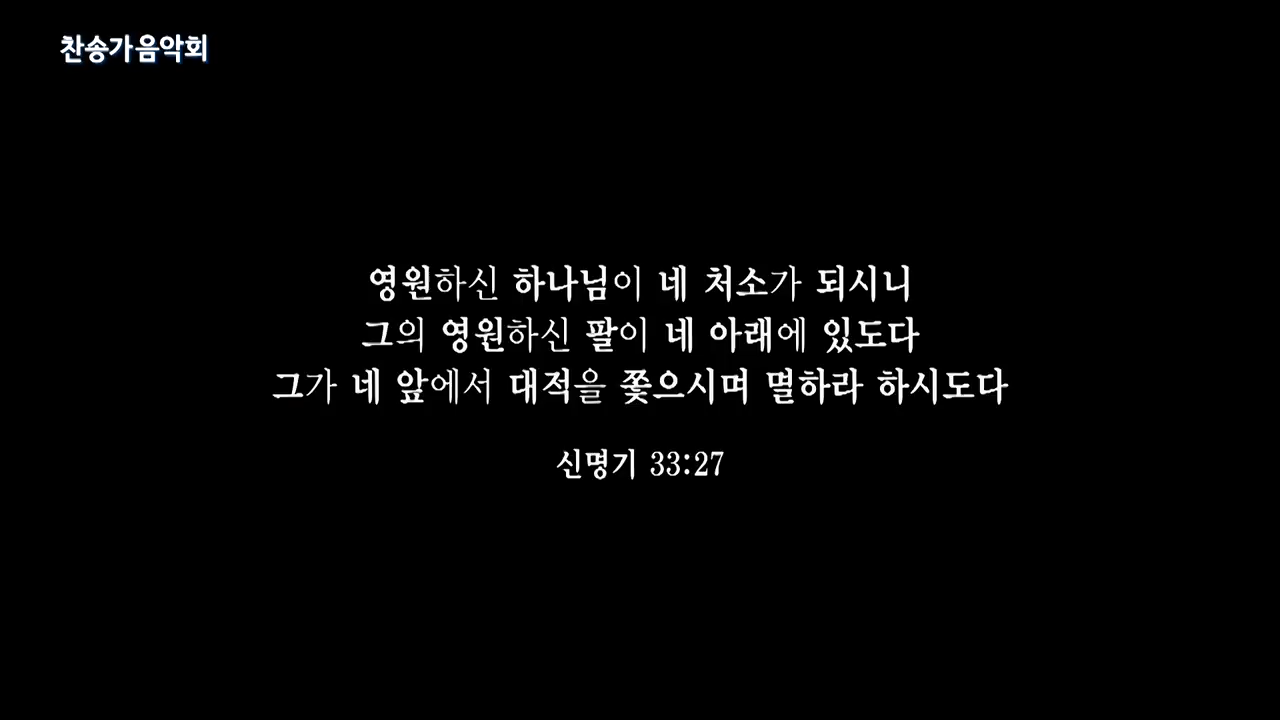 찬송가음악회
영원하신 하나님이 네 처소가 되시니
그의 영원하신 팔이 네 아래에 있도다
그가 네 앞에서 대적을 쫓으시며 멸하라 하시도다
신명기 33:27